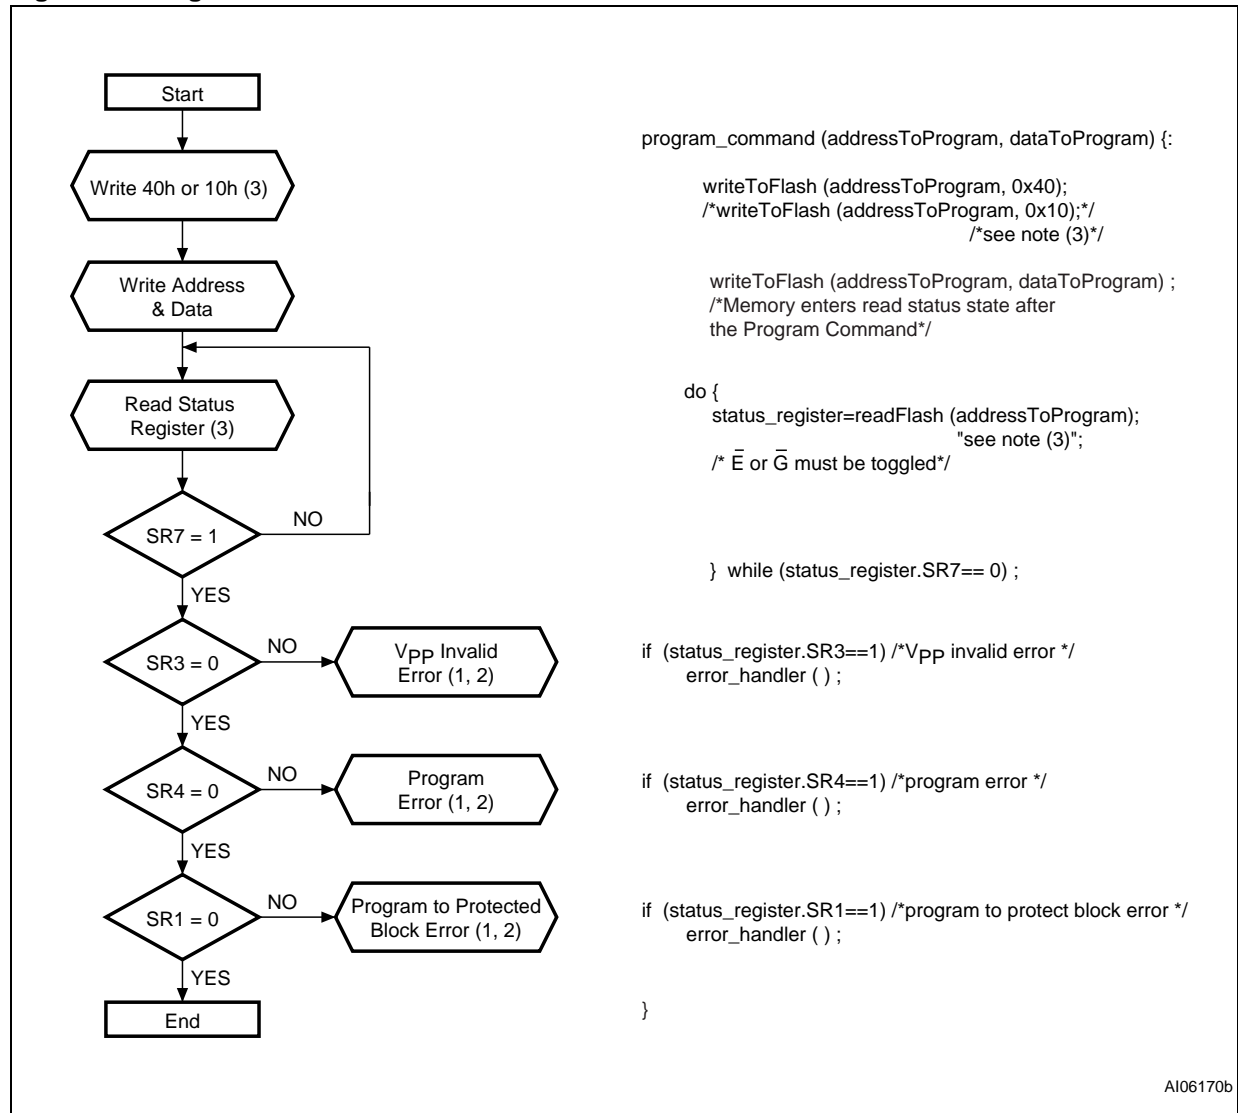 Start
Write 40h or 10h (3)
Write Address
& Data
Read Status
Register (3)
SR7 = 1
NO
YES
SR3 = 0
NO
VPP Invalid
Error (1, 2)
YES
SR4 = 0
NO
Program
Error (1, 2)
YES
SR1 = 0
NO
Program to Protected
Block Error (1, 2)
YES
End
program_command (addressToProgram, dataToProgram) {:
writeToFlash (addressToProgram, 0x40);
/*writeToFlash (addressToProgram, 0x10);*/
/*see note (3)*/
writeToFlash (addressToProgram, dataToProgram) ;
/*Memory enters read status state after
the Program Command*/
do {
status_register=readFlash (addressToProgram);
"see note (3)";
/* E̅ or G̅ must be toggled*/
} while (status_register.SR7== 0) ;
if (status_register.SR3==1) /*VPP invalid error */
error_handler ( ) ;
if (status_register.SR4==1) /*program error */
error_handler ( ) ;
if (status_register.SR1==1) /*program to protect block error */
error_handler ( ) ;
}
AI06170b